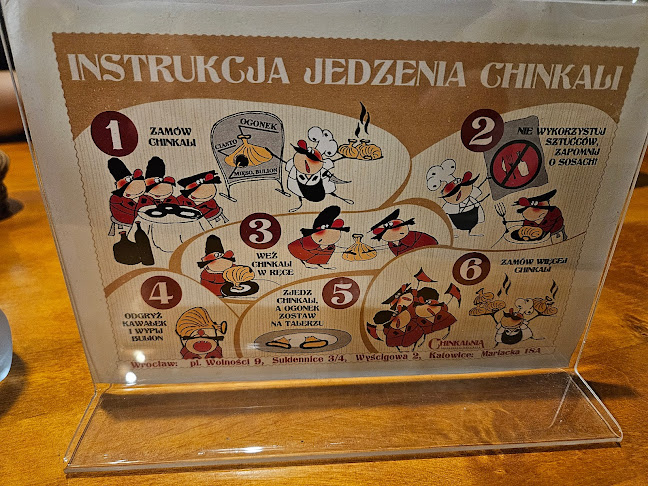 INSTRUKCJA JEDZENIA CHINKALI
1
ZAMÓW
CHINKALI
OGONEK
CIASTO
MIĘSO, BULION
2
NIE WYKORZYSTUJ
SZTUĆCÓW,
ZAPOMNIJ
O SOSACH!
3
WEŹ
CHINKALI
W RĘCE
4
ODGRYŹ
KAWAŁEK
I WYPIJ
BULION
5
ZJEDZ
CHINKALI,
A OGONEK
ZOSTAW
NA TALERZU
6
ZAMÓW WIĘCEJ
CHINKALI
CHINKALNIA
Wrocław: pl. Wolności 9, Sukiennice 3/4, Wyścigowa 2, Katowice: Mariacka 18A